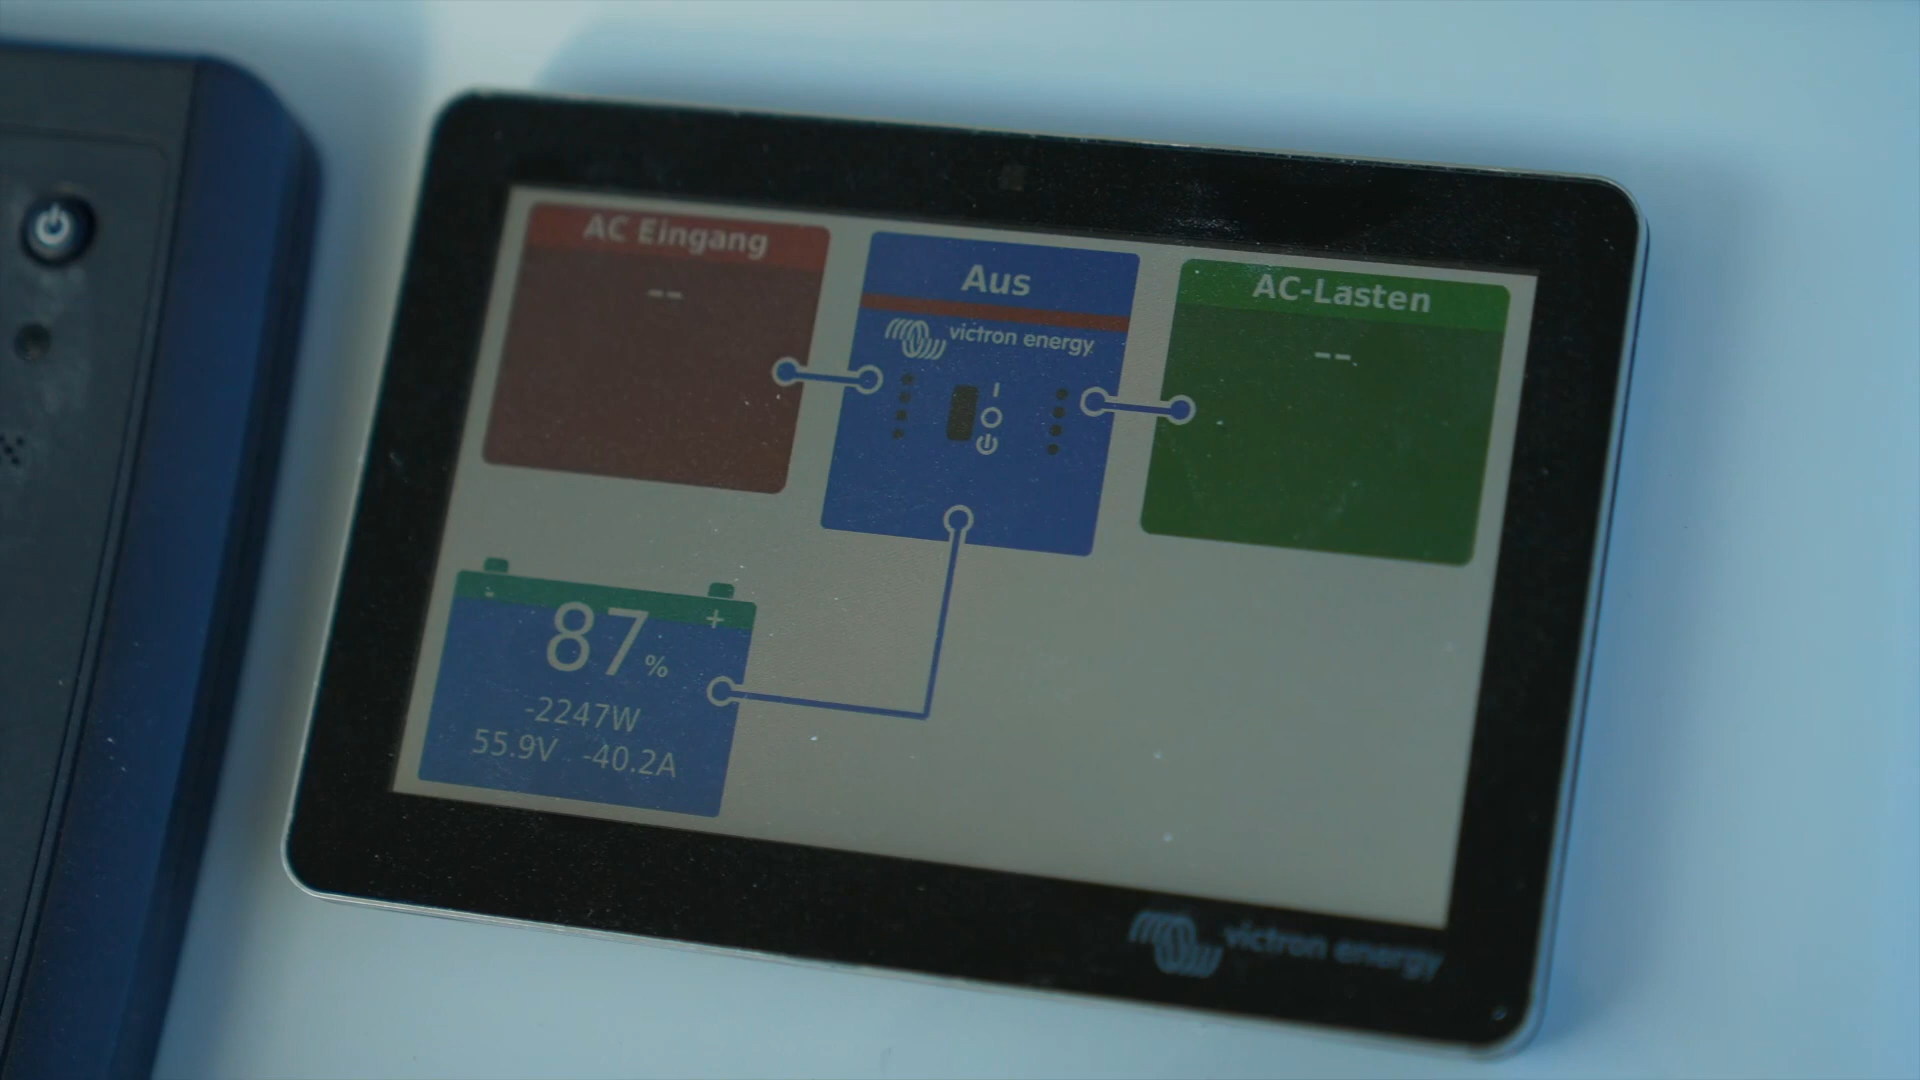 AC Eingang
--
Aus
victron energy
AC-Lasten
--
87%
-2247W
55.9V -40.2A
victron energy